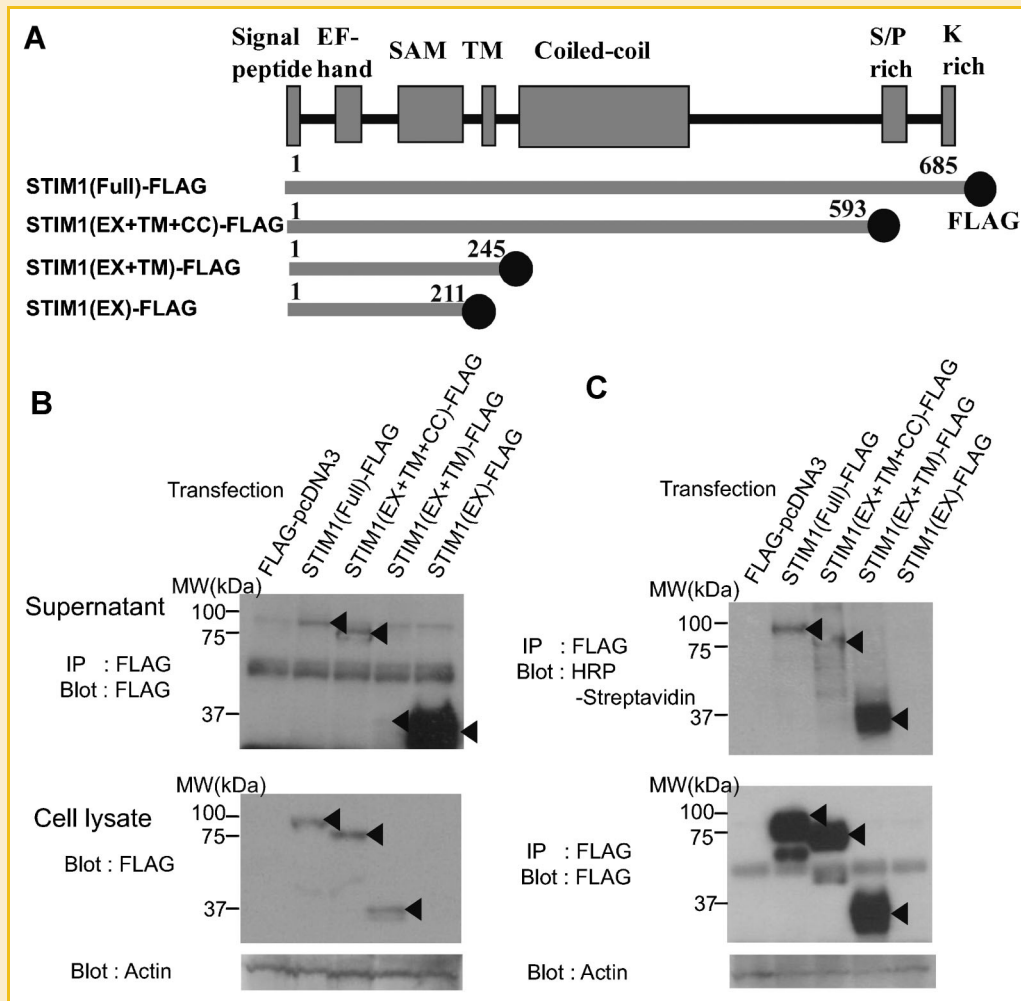 A
Signal peptide
EF-hand
SAM
TM
Coiled-coil
S/P rich
K rich
STIM1(Full)-FLAG
1
685
FLAG
STIM1(EX+TM+CC)-FLAG
1
593
STIM1(EX+TM)-FLAG
1
245
STIM1(EX)-FLAG
1
211
B
Transfection
FLAG-pcDNA3
STIM1(Full)-FLAG
STIM1(EX+TM+CC)-FLAG
STIM1(EX+TM)-FLAG
STIM1(EX)-FLAG
MW(kDa)
Supernatant
100
75
IP : FLAG
Blot : FLAG
37
MW(kDa)
Cell lysate
100
75
Blot : FLAG
37
Blot : Actin
C
Transfection
FLAG-pcDNA3
STIM1(Full)-FLAG
STIM1(EX+TM+CC)-FLAG
STIM1(EX+TM)-FLAG
STIM1(EX)-FLAG
MW(kDa)
100
75
IP : FLAG
Blot : HRP
-Streptavidin
37
MW(kDa)
100
75
IP : FLAG
Blot : FLAG
37
Blot : Actin